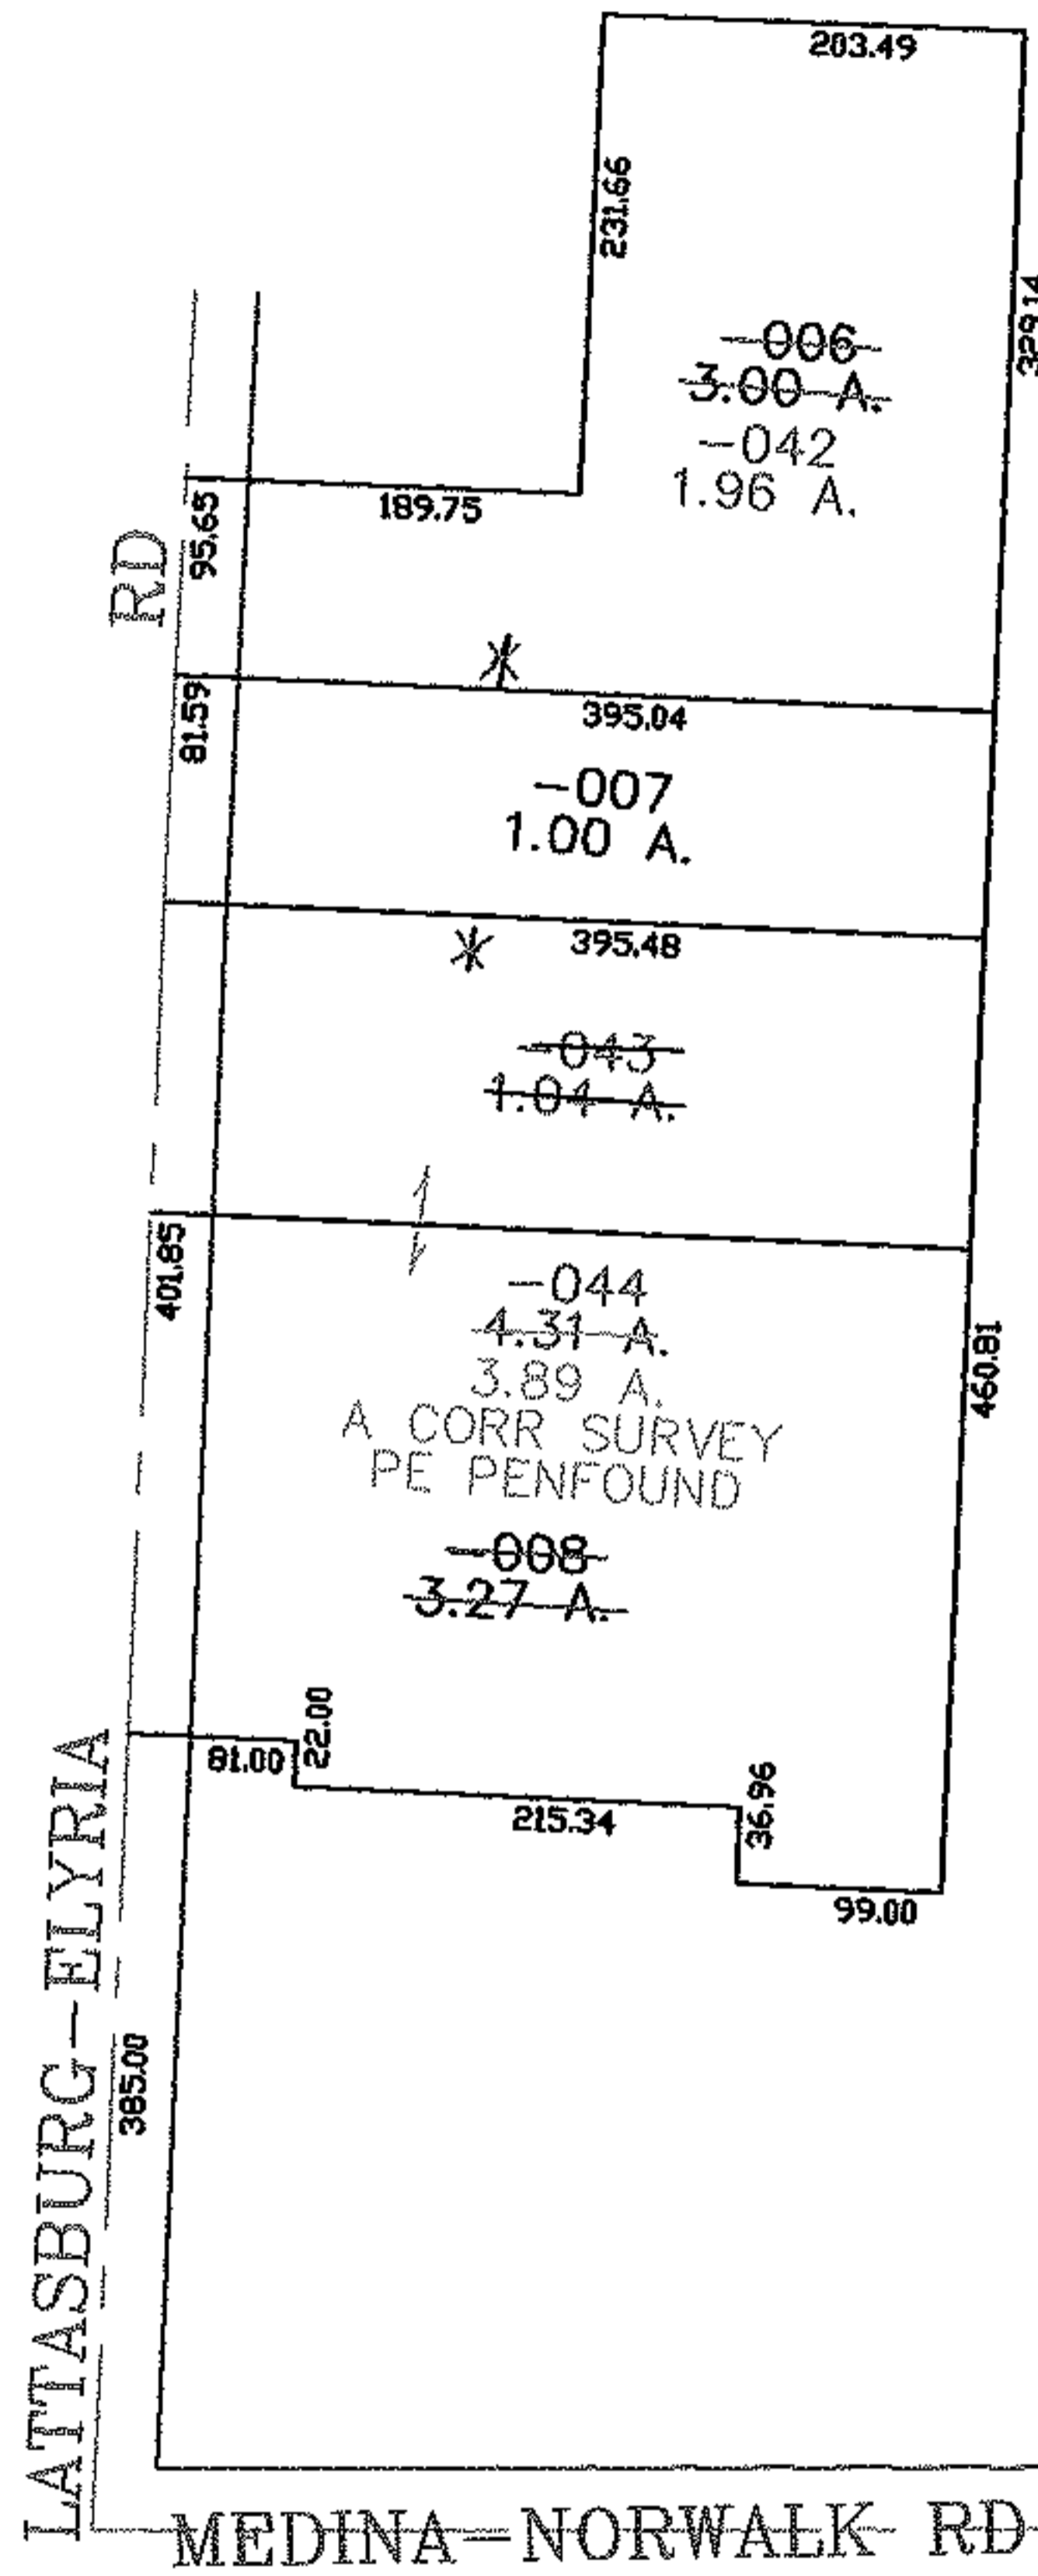 203.49
231.66
329.14
-006
3.00 A.
-042
1.96 A.
189.75
95.65
RD
81.59
395.04
-007
1.00 A.
395.48
-043
1.04 A.
401.85
-044
4.31 A.
3.89 A.
A CORR SURVEY
PE PENFOUND
460.81
-008
3.27 A.
81.00
22.00
215.34
36.96
99.00
LATTASBURG-ELYRIA
385.00
MEDINA-NORWALK RD